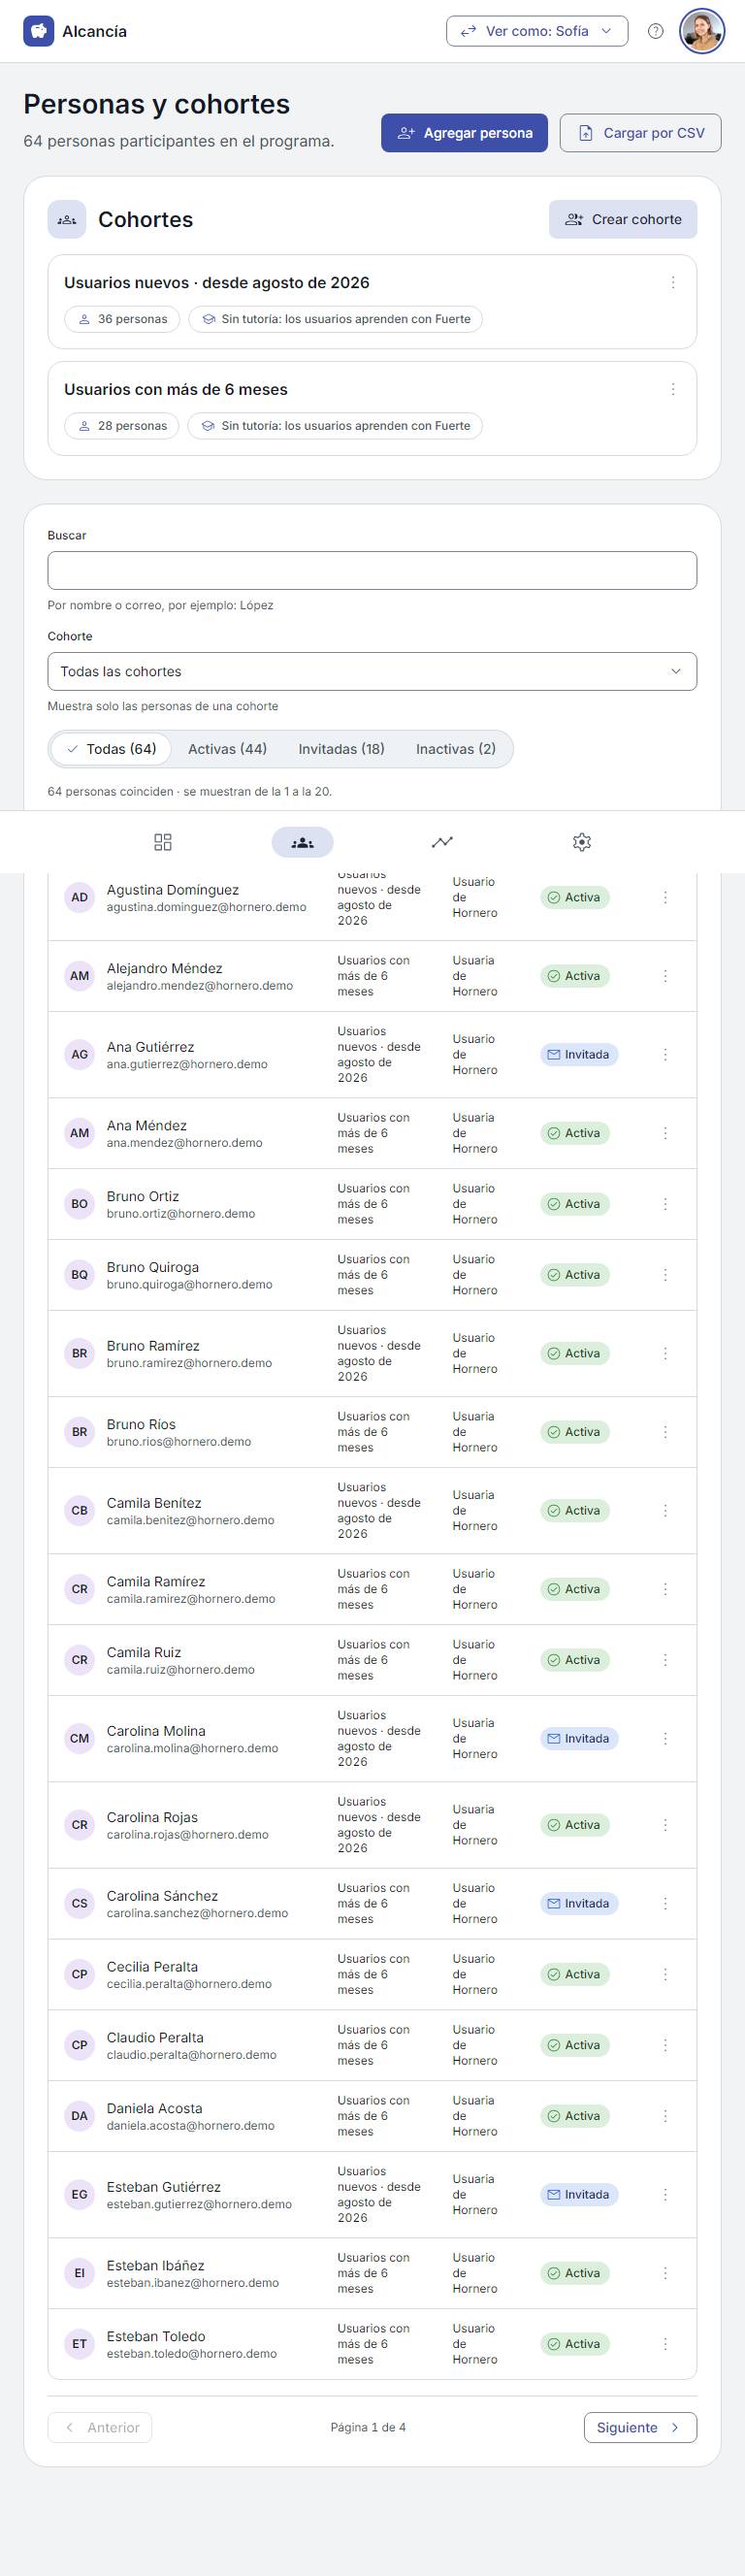 Alcancía
Ver como: Sofía
Personas y cohortes
64 personas participantes en el programa.
Agregar persona
Cargar por CSV
Cohortes
Crear cohorte
Usuarios nuevos · desde agosto de 2026
36 personas
Sin tutoría: los usuarios aprenden con Fuerte
Usuarios con más de 6 meses
28 personas
Sin tutoría: los usuarios aprenden con Fuerte
Buscar
Por nombre o correo, por ejemplo: López
Cohorte
Todas las cohortes
Muestra solo las personas de una cohorte
Todas (64)
Activas (44)
Invitadas (18)
Inactivas (2)
64 personas coinciden · se muestran de la 1 a la 20.
AD
Agustina Domínguez
agustina.dominguez@hornero.demo
Usuarios
nuevos · desde
agosto de
2026
Usuario
de
Hornero
Activa
AM
Alejandro Méndez
alejandro.mendez@hornero.demo
Usuarios con
más de 6
meses
Usuaria
de
Hornero
Activa
AG
Ana Gutiérrez
ana.gutierrez@hornero.demo
Usuarios
nuevos · desde
agosto de
2026
Usuario
de
Hornero
Invitada
AM
Ana Méndez
ana.mendez@hornero.demo
Usuarios con
más de 6
meses
Usuaria
de
Hornero
Activa
BO
Bruno Ortiz
bruno.ortiz@hornero.demo
Usuarios con
más de 6
meses
Usuario
de
Hornero
Activa
BQ
Bruno Quiroga
bruno.quiroga@hornero.demo
Usuarios con
más de 6
meses
Usuaria
de
Hornero
Activa
BR
Bruno Ramírez
bruno.ramirez@hornero.demo
Usuarios
nuevos · desde
agosto de
2026
Usuario
de
Hornero
Activa
BR
Bruno Ríos
bruno.rios@hornero.demo
Usuarios con
más de 6
meses
Usuaria
de
Hornero
Activa
CB
Camila Benítez
camila.benitez@hornero.demo
Usuarios
nuevos · desde
agosto de
2026
Usuaria
de
Hornero
Activa
CR
Camila Ramírez
camila.ramirez@hornero.demo
Usuarios con
más de 6
meses
Usuario
de
Hornero
Activa
CR
Camila Ruiz
camila.ruiz@hornero.demo
Usuarios con
más de 6
meses
Usuario
de
Hornero
Activa
CM
Carolina Molina
carolina.molina@hornero.demo
Usuarios
nuevos · desde
agosto de
2026
Usuaria
de
Hornero
Invitada
CR
Carolina Rojas
carolina.rojas@hornero.demo
Usuarios
nuevos · desde
agosto de
2026
Usuaria
de
Hornero
Activa
CS
Carolina Sánchez
carolina.sanchez@hornero.demo
Usuarios con
más de 6
meses
Usuario
de
Hornero
Invitada
CP
Cecilia Peralta
cecilia.peralta@hornero.demo
Usuarios con
más de 6
meses
Usuario
de
Hornero
Activa
CP
Claudio Peralta
claudio.peralta@hornero.demo
Usuarios con
más de 6
meses
Usuario
de
Hornero
Activa
DA
Daniela Acosta
daniela.acosta@hornero.demo
Usuarios con
más de 6
meses
Usuaria
de
Hornero
Activa
EG
Esteban Gutiérrez
esteban.gutierrez@hornero.demo
Usuarios
nuevos · desde
agosto de
2026
Usuaria
de
Hornero
Invitada
EI
Esteban Ibáñez
esteban.ibanez@hornero.demo
Usuarios con
más de 6
meses
Usuario
de
Hornero
Activa
ET
Esteban Toledo
esteban.toledo@hornero.demo
Usuarios con
más de 6
meses
Usuario
de
Hornero
Activa
Anterior
Página 1 de 4
Siguiente